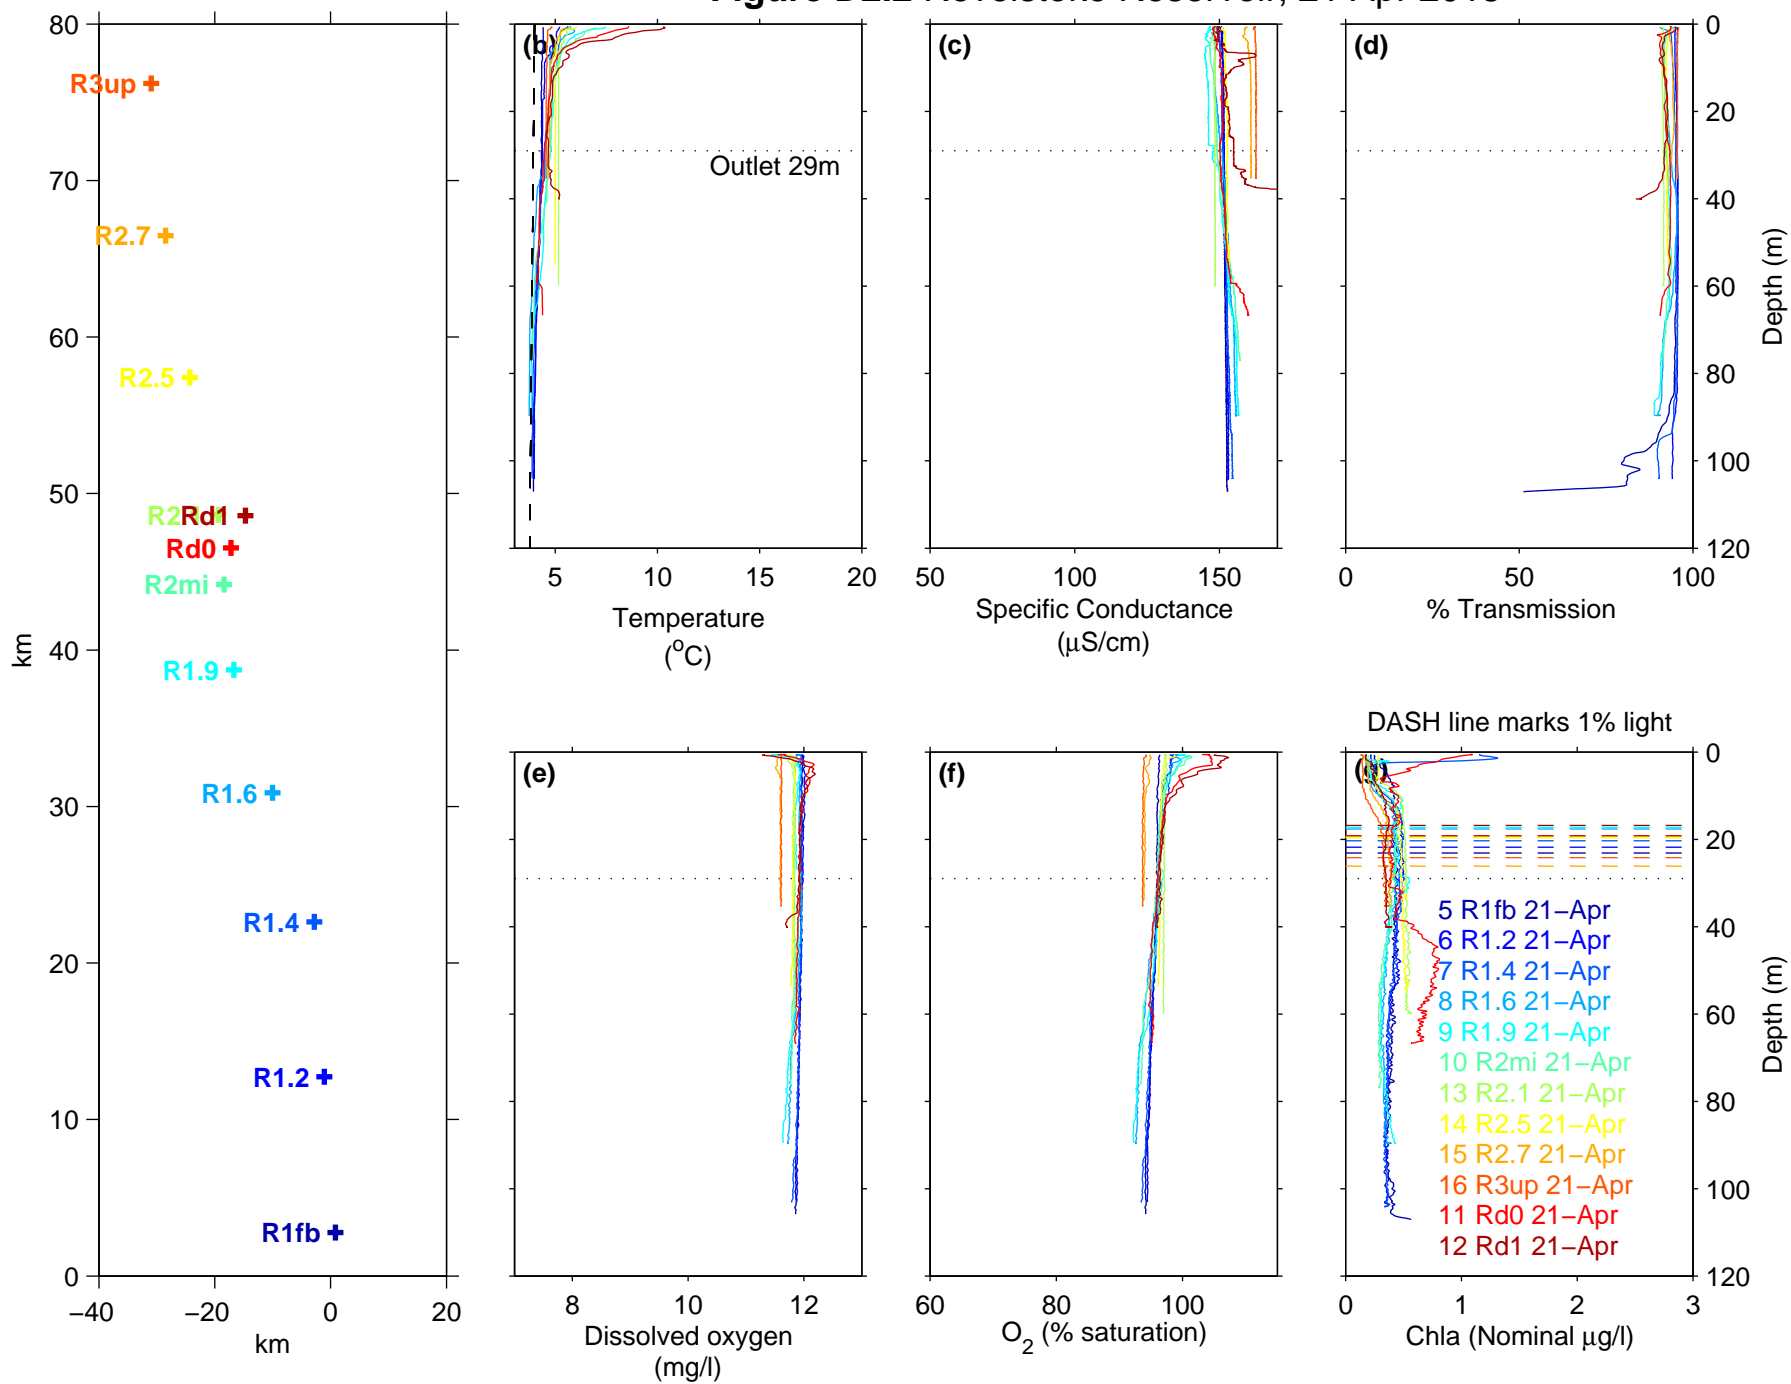 Figure Revelstoke Reservoir, 21 Apr
80
70
60
50
40
30
20
10
0
km
−40
−20
0
20
km
R3up
R2.7
R2.5
Rd1
Rd0
R2mi
R1.9
R1.6
R1.4
R1.2
R1fb
(b)
Outlet 29m
5
10
15
20
Temperature
(°C)
(c)
50
100
150
Specific Conductance
(μS/cm)
(d)
0
50
100
% Transmission
0
20
40
60
80
100
120
Depth (m)
(e)
8
10
12
Dissolved oxygen
(mg/l)
(f)
60
80
100
O2 (% saturation)
DASH line marks 1% light
5 R1fb 21−Apr
6 R1.2 21−Apr
7 R1.4 21−Apr
8 R1.6 21−Apr
9 R1.9 21−Apr
10 R2mi 21−Apr
13 R2.1 21−Apr
14 R2.5 21−Apr
15 R2.7 21−Apr
16 R3up 21−Apr
11 Rd0 21−Apr
12 Rd1 21−Apr
0
1
2
3
Chla (Nominal μg/l)
0
20
40
60
80
100
120
Depth (m)